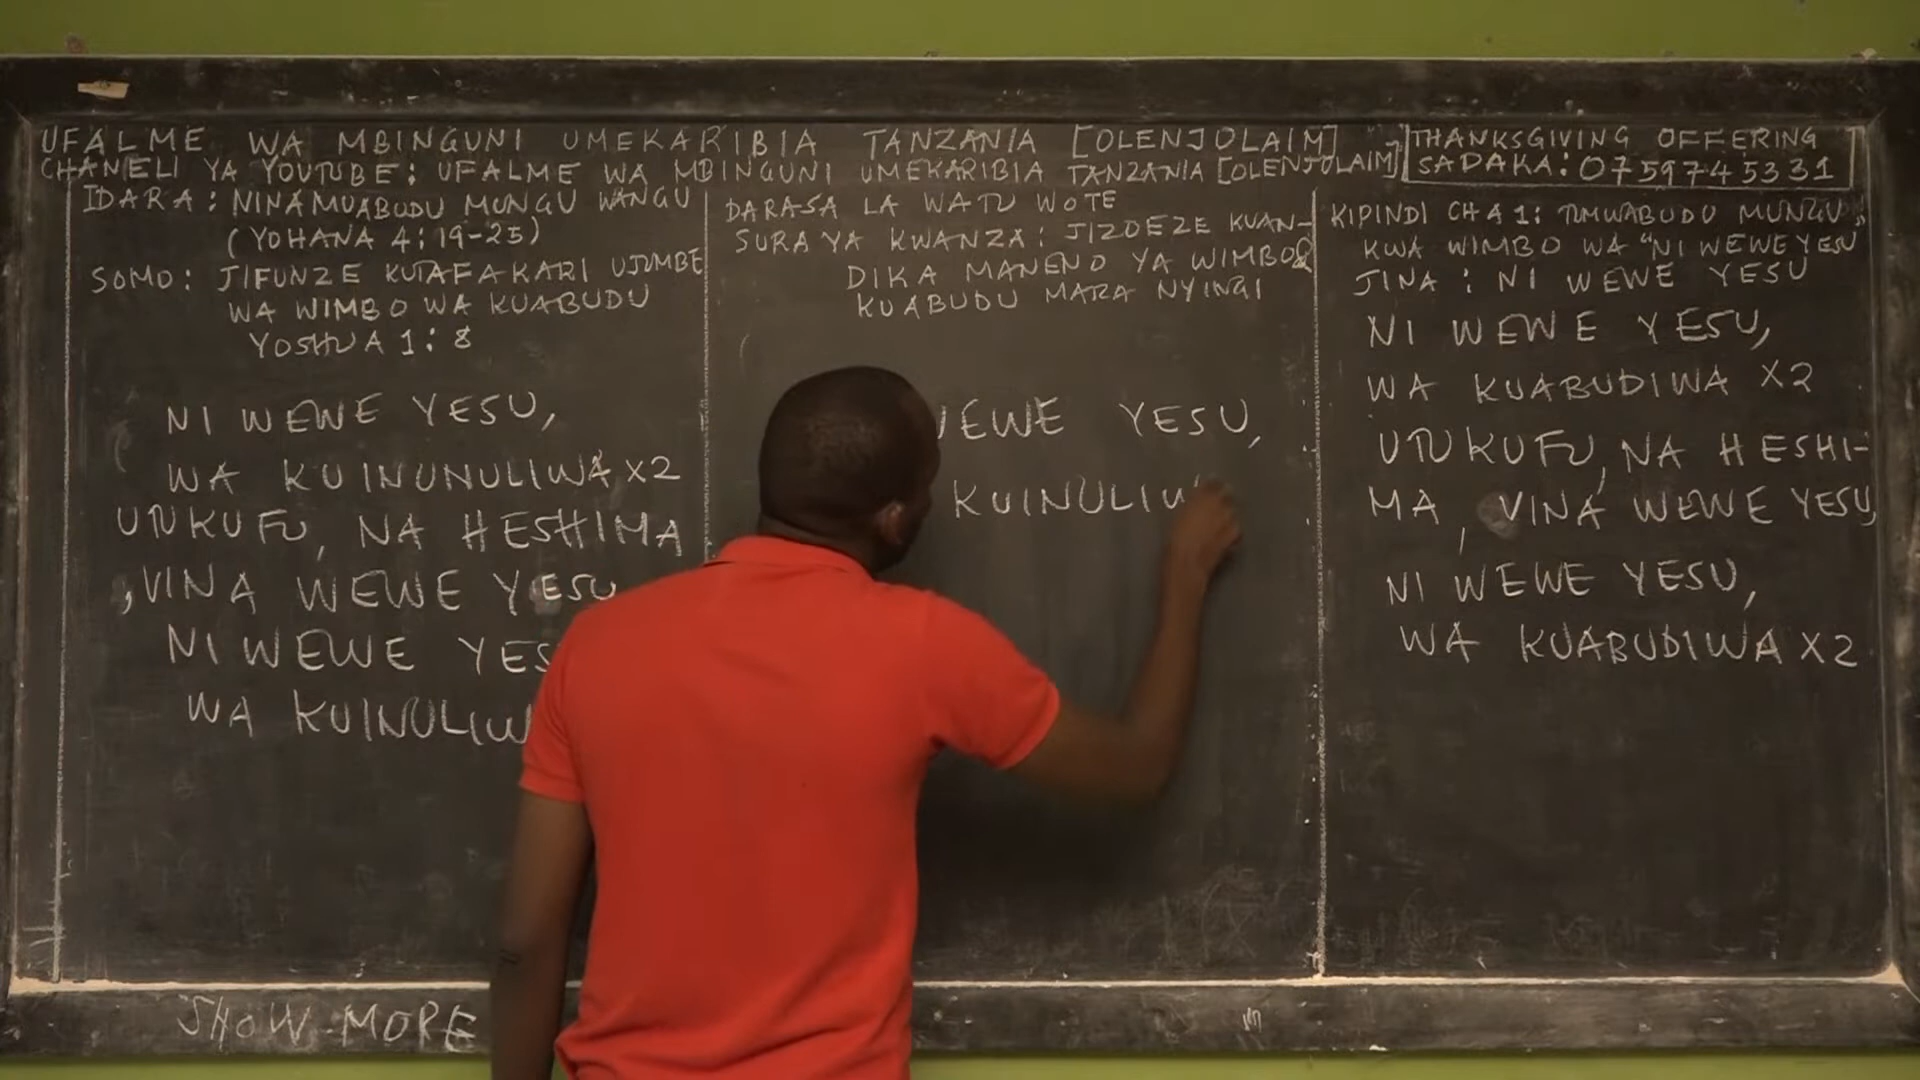 UFALME WA MBINGUNI UMEKARIBIA TANZANIA [OLENJOLAIM]
CHANELI YA YOUTUBE: UFALME WA MBINGUNI UMEKARIBIA TANZANIA [OLENJOLAIM]
THANKSGIVING OFFERING
SADAKA: 0759745331
IDARA: NINAMUABUDU MUNGU WANGU
(YOHANA 4:19-25)
SOMO: JIFUNZE KUTAFAKARI UJUMBE
WA WIMBO WA KUABUDU
YOSHUA 1:8
NI WEWE YESU,
WA KUINUNULIWA X2
UTUKUFU, NA HESHIMA
, VINA WEWE YESU
NI WEWE YES
WA KUINULIW
DARASA LA WATU WOTE
SURA YA KWANZA: JIZOEZE KUAN-
DIKA MANENO YA WIMBO
KUABUDU MARA NYINGI
WEWE YESU,
KUINULIW
KIPINDI CHA 1: TUMWABUDU MUNGU
KWA WIMBO WA "NI WEWE YESU"
JINA: NI WEWE YESU
NI WEWE YESU,
WA KUABUDIWA X2
UTUKUFU, NA HESHI-
MA, VINA WEWE YESU,
NI WEWE YESU,
WA KUABUDIWA X2
SHOW MORE